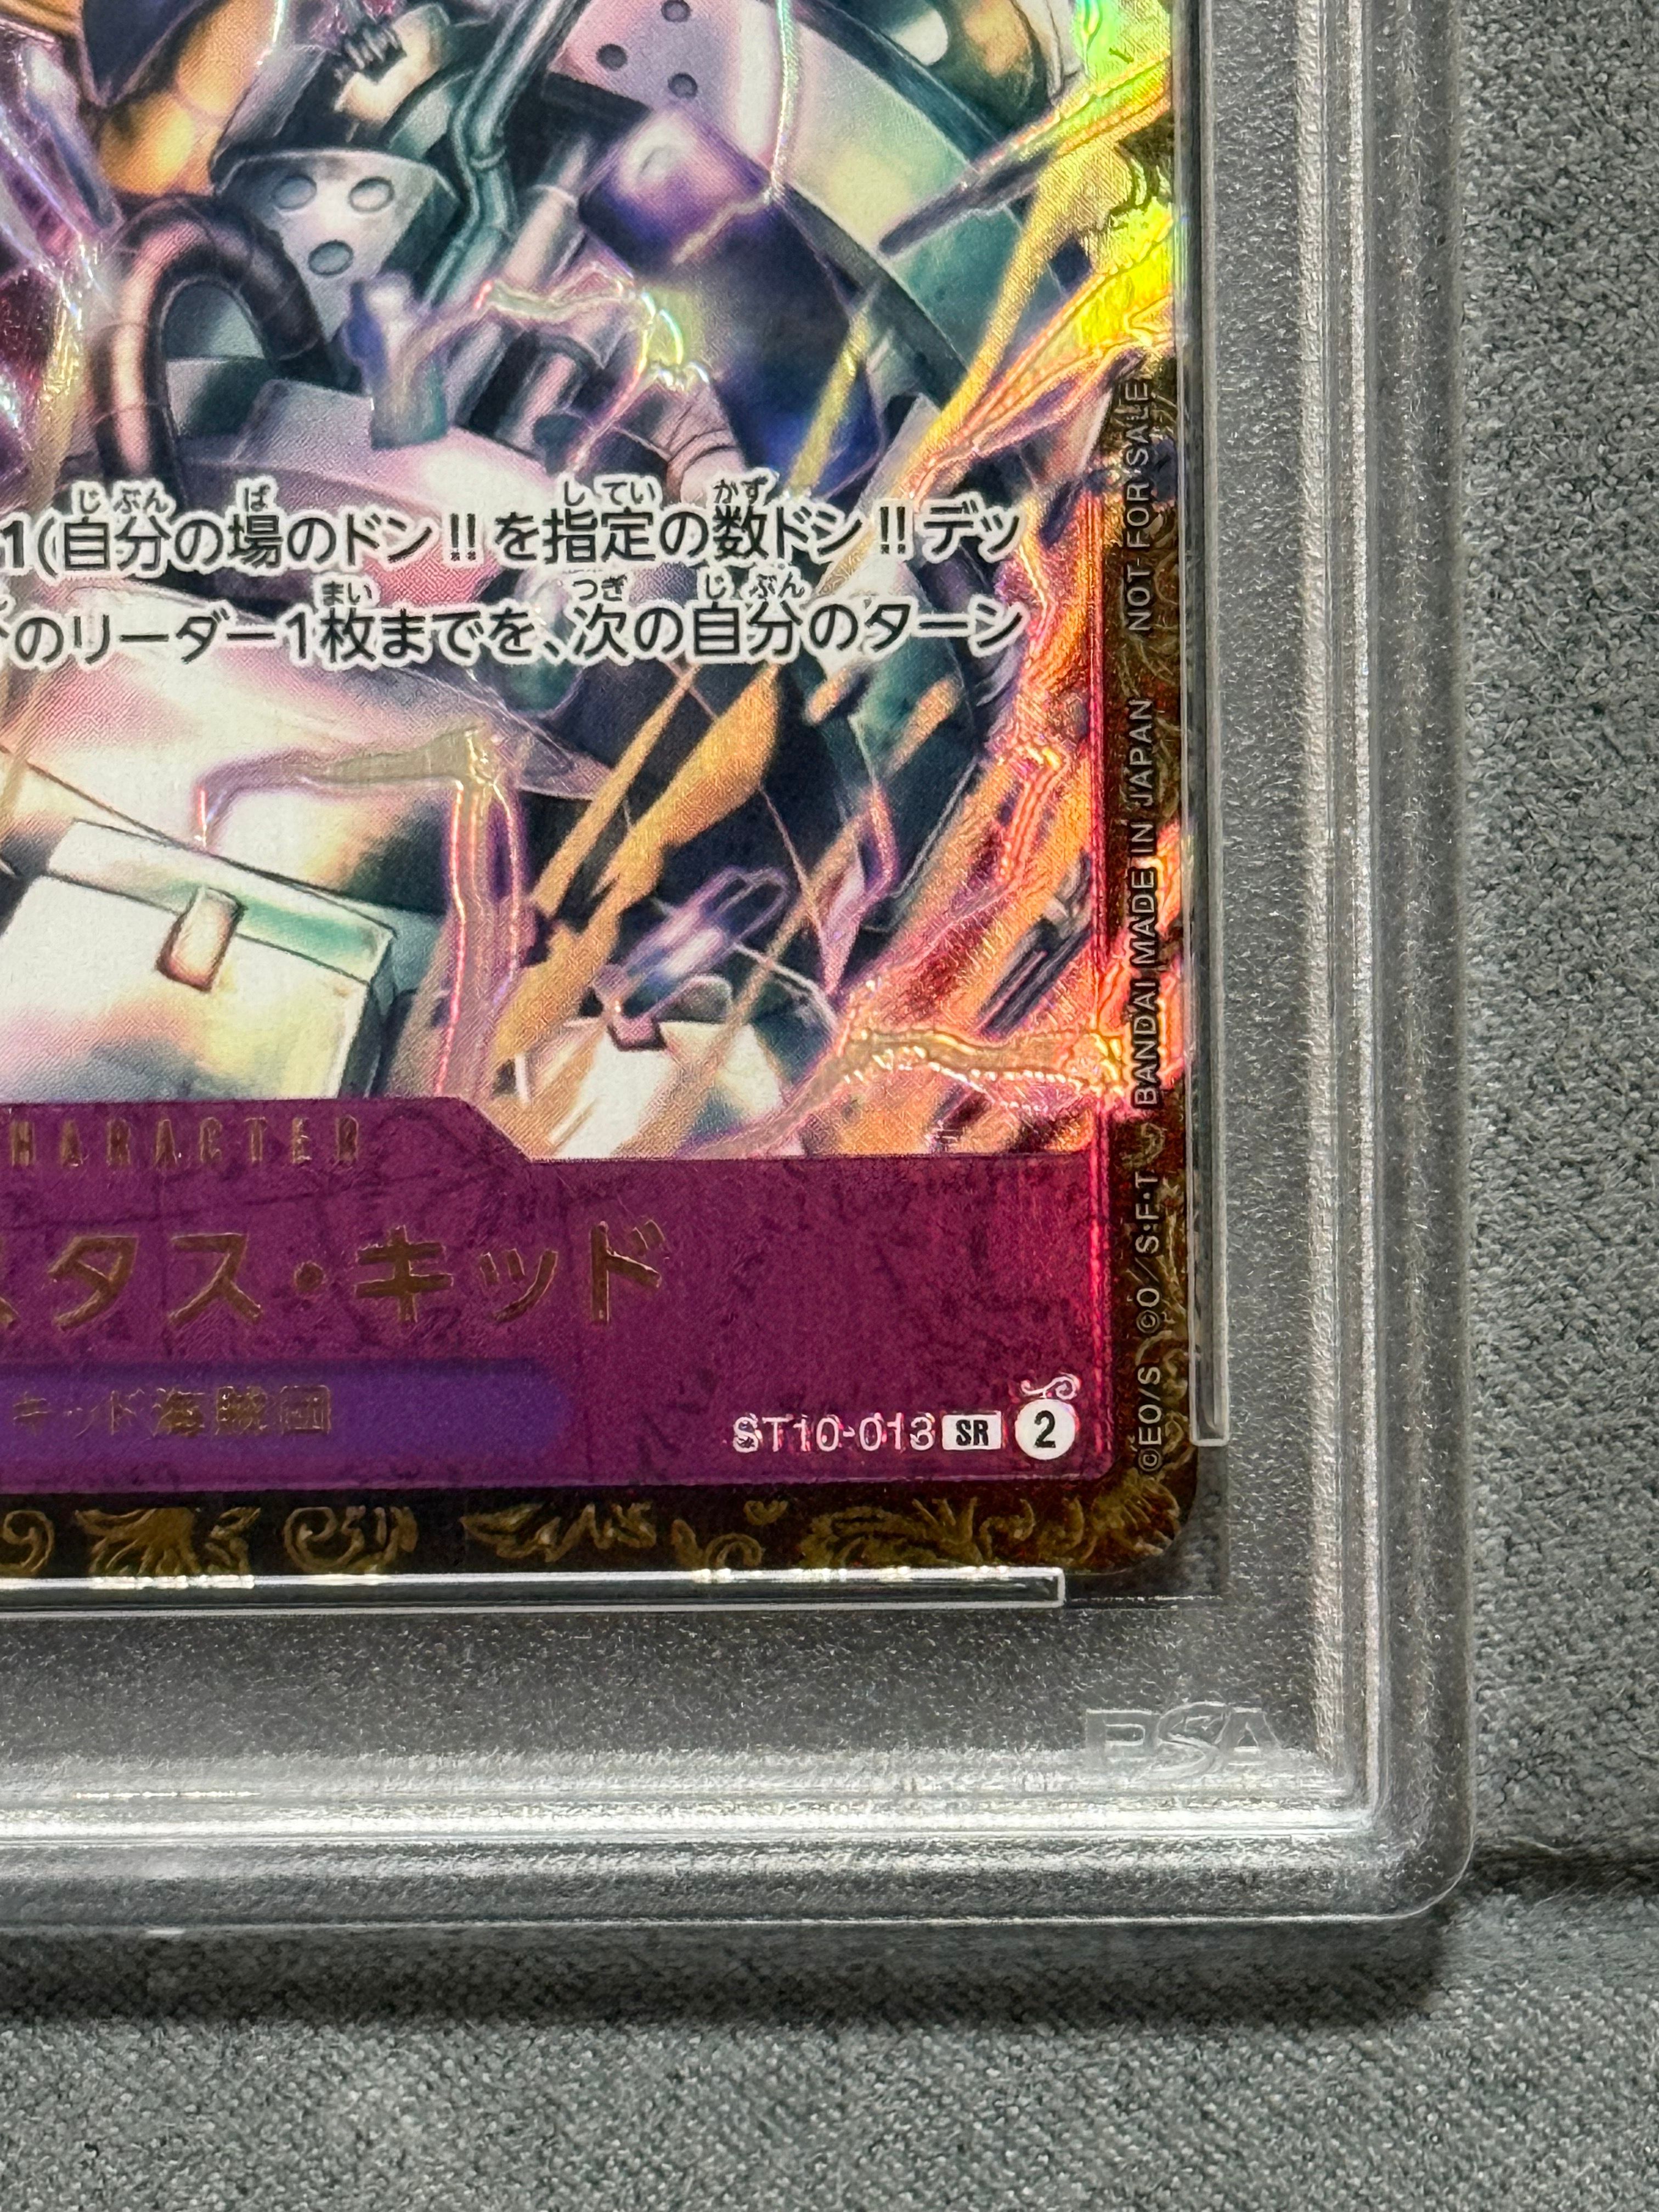 1(自分の場のドン!!を指定の数ドン!!デッ
のリーダー1枚までを、次の自分のターン
CHARACTER
スタス・キッド
キッド海賊団
ST10-013 SR 2
©EO/S ©O/S・F・T BANDAI MADE IN JAPAN NOT FOR SALE
PSA